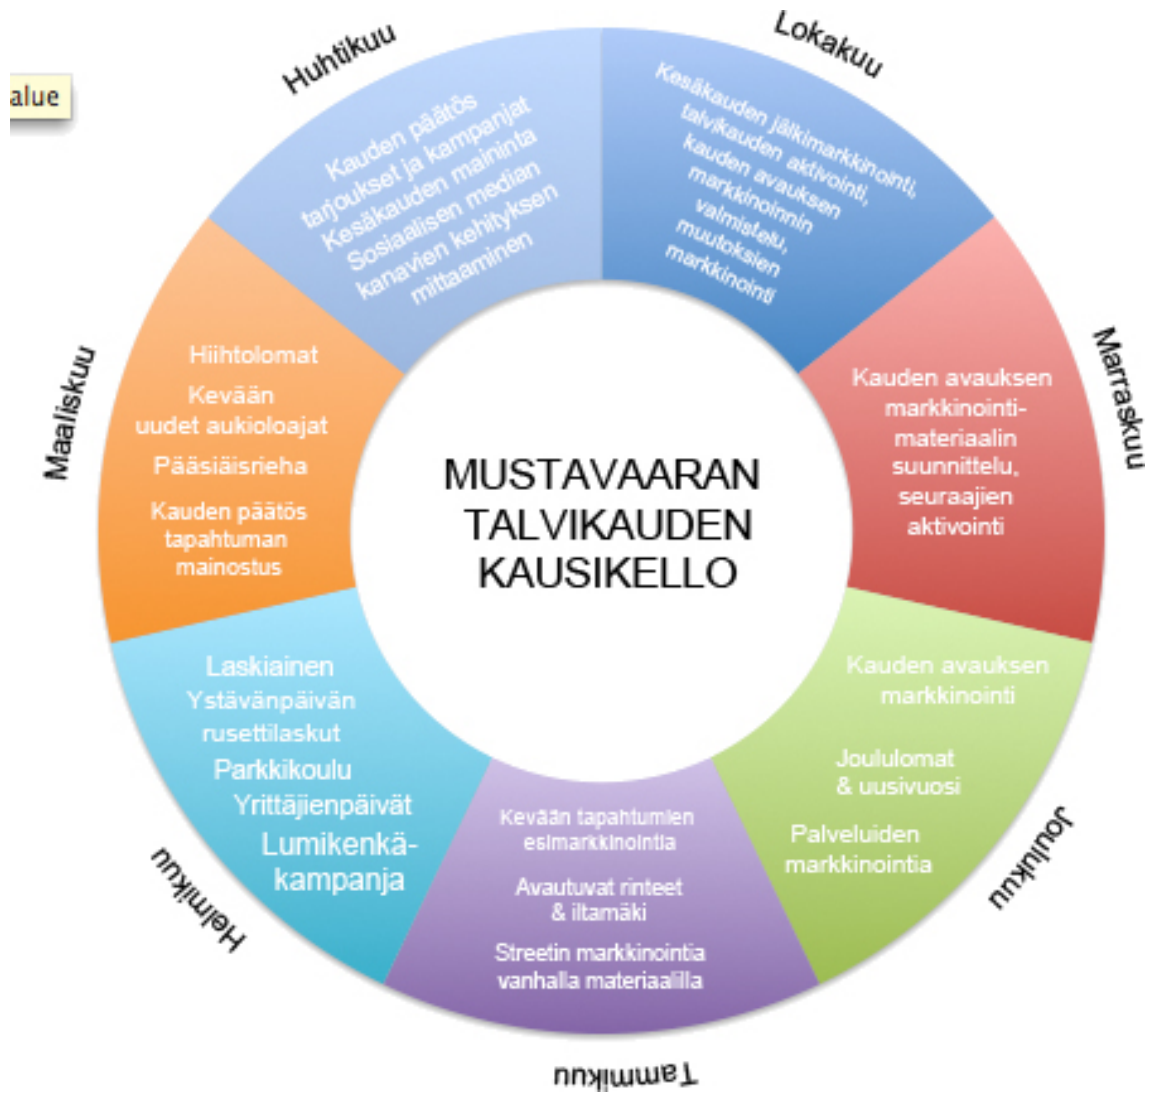 alue
MUSTAVAARAN
TALVIKAUDEN
KAUSIKELLO
Lokakuu
Kesäkauden jälkimarkkinointi,
talvikauden aktivointi,
kauden avauksen
markkinoinnin
valmistelu,
muutoksien
markkinointi
Marraskuu
Kauden avauksen
markkinointi-
materiaalin
suunnittelu,
seuraajien
aktivointi
Joulukuu
Kauden avauksen
markkinointi
Joululomat
& uusivuosi
Palveluiden
markkinointia
Tammikuu
Kevään tapahtumien
esimarkkinointia
Avautuvat rinteet
& iltamäki
Streetin markkinointia
vanhalla materiaalilla
Helmikuu
Laskiainen
Ystävänpäivän
rusettilaskut
Parkkikoulu
Yrittäjienpäivät
Lumikenkä-
kampanja
Maaliskuu
Hiihtolomat
Kevään
uudet aukioloajat
Pääsiäisrieha
Kauden päätös
tapahtuman
mainostus
Huhtikuu
Kauden päätös
tarjoukset ja kampanjat
Kesäkauden maininta
Sosiaalisen median
kanavien kehityksen
mittaaminen